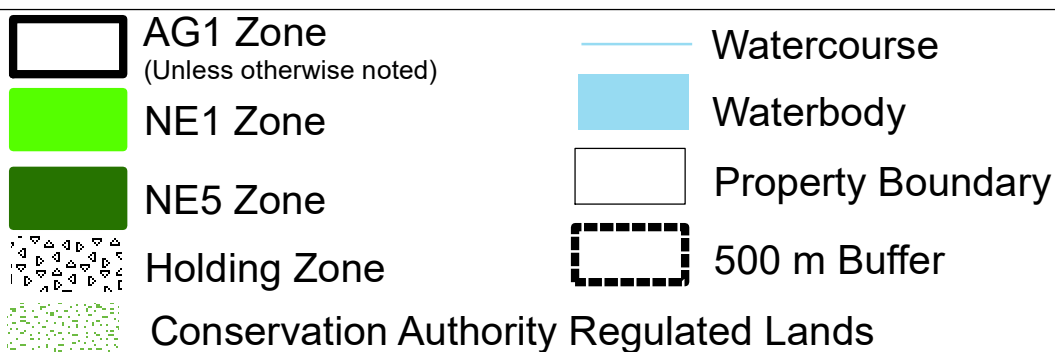 AG1 Zone
(Unless otherwise noted)
NE1 Zone
NE5 Zone
Holding Zone
Conservation Authority Regulated Lands
Watercourse
Waterbody
Property Boundary
500 m Buffer